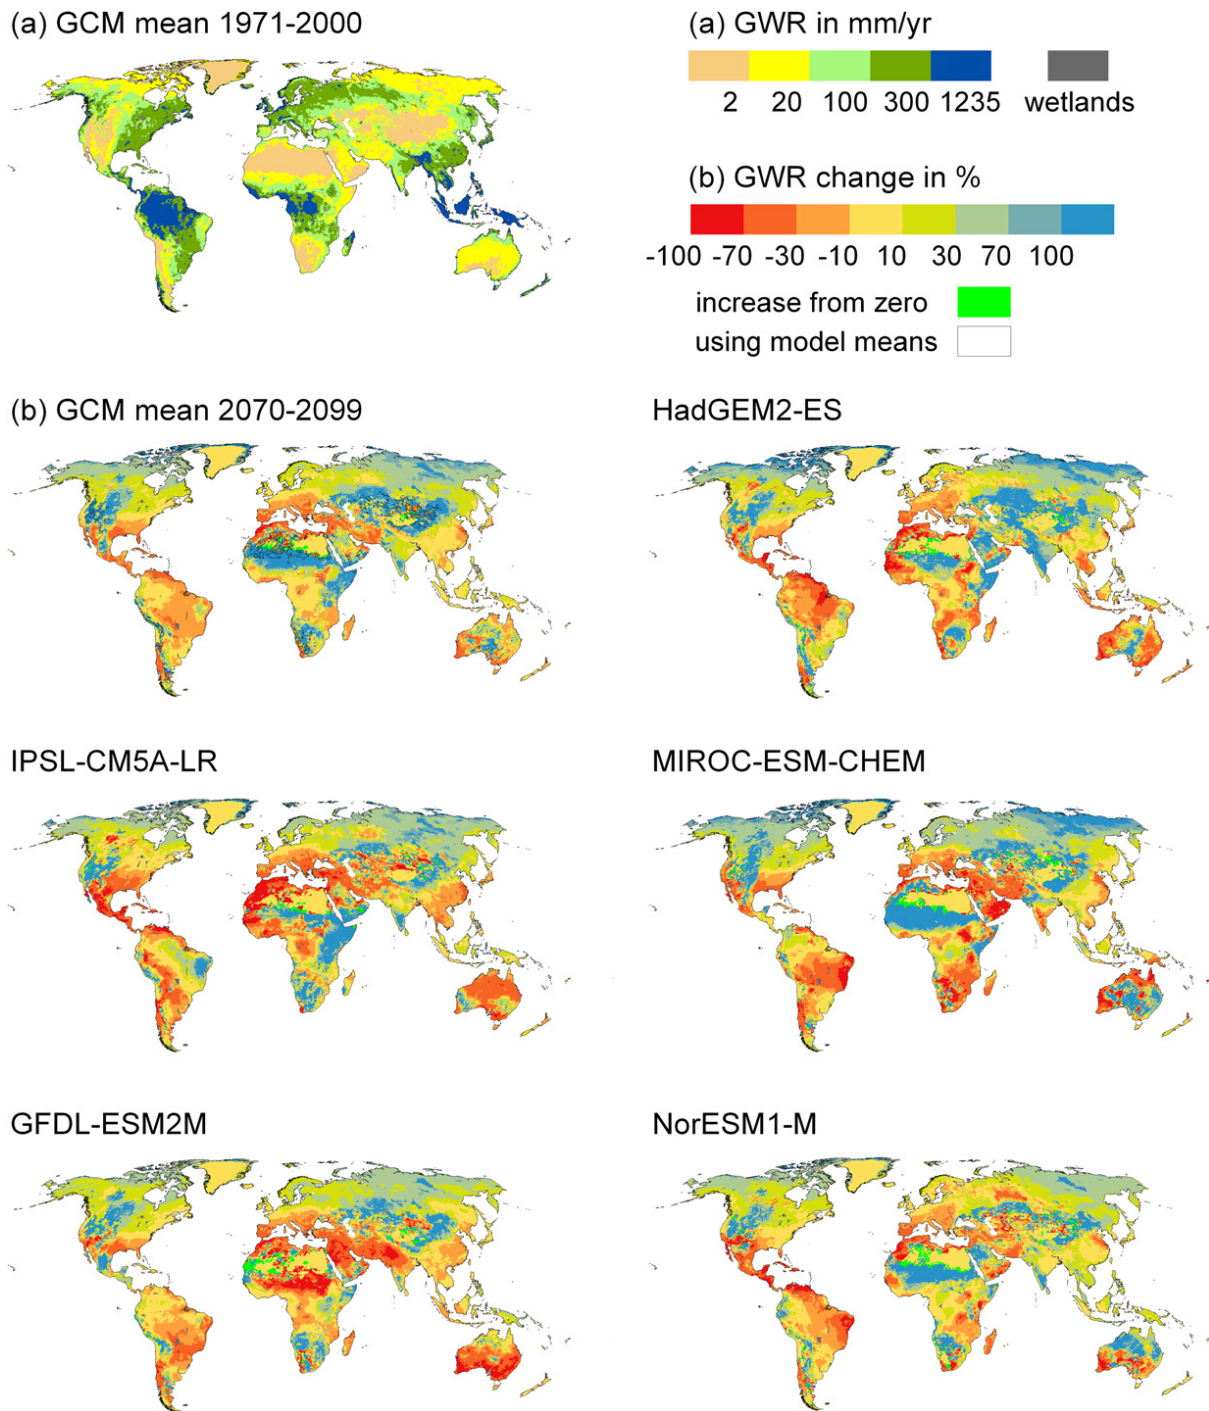 (a) GCM mean 1971-2000
(a) GWR in mm/yr
2 20 100 300 1235 wetlands
(b) GWR change in %
-100 -70 -30 -10 10 30 70 100
increase from zero
using model means
(b) GCM mean 2070-2099
HadGEM2-ES
IPSL-CM5A-LR
MIROC-ESM-CHEM
GFDL-ESM2M
NorESM1-M